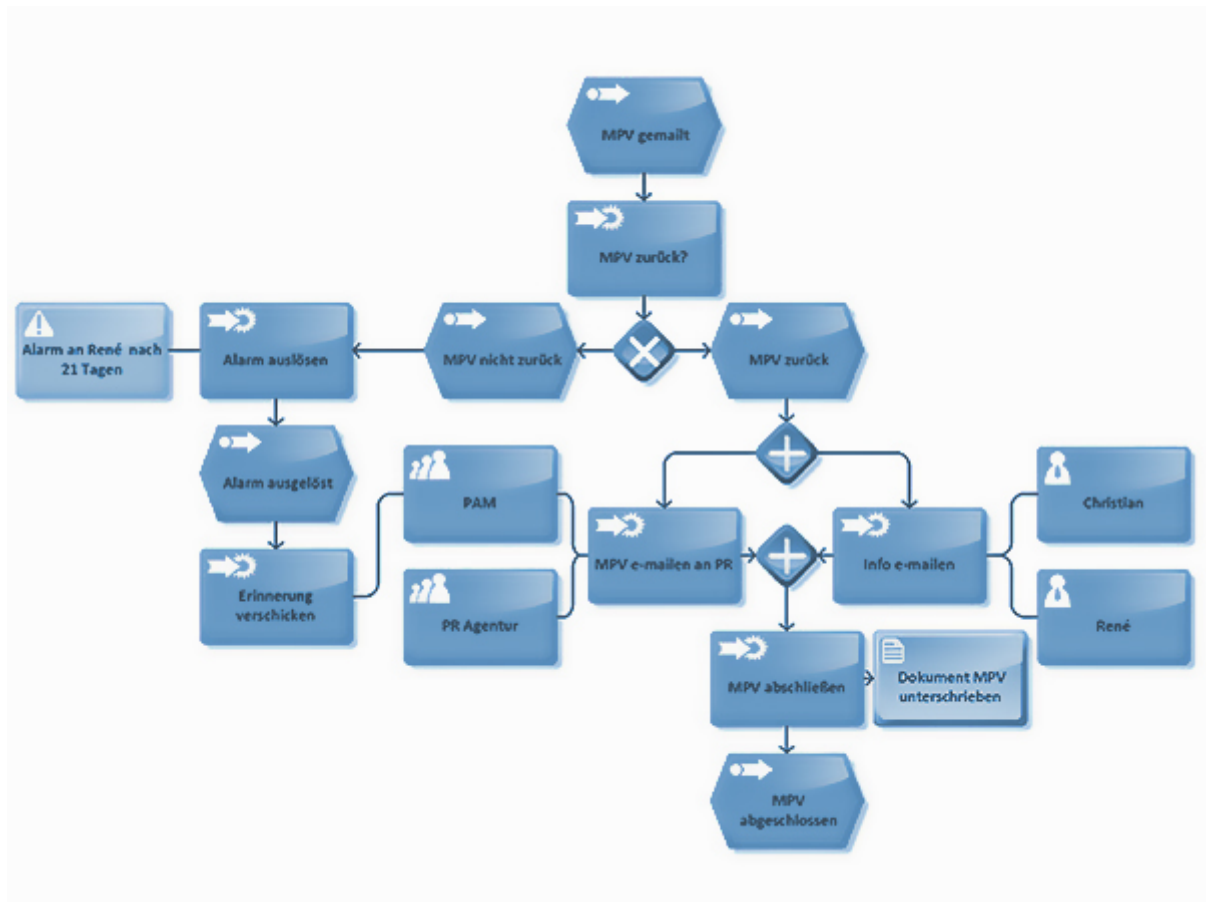 MPV gemailt
MPV zurück?
Alarm an René nach
21 Tagen
Alarm auslösen
MPV nicht zurück
MPV zurück
Alarm ausgelöst
PAM
Christian
MPV e-mailen an PR
Info e-mailen
Erinnerung
verschicken
PR Agentur
René
MPV abschließen
Dokument MPV
unterschrieben
MPV
abgeschlossen